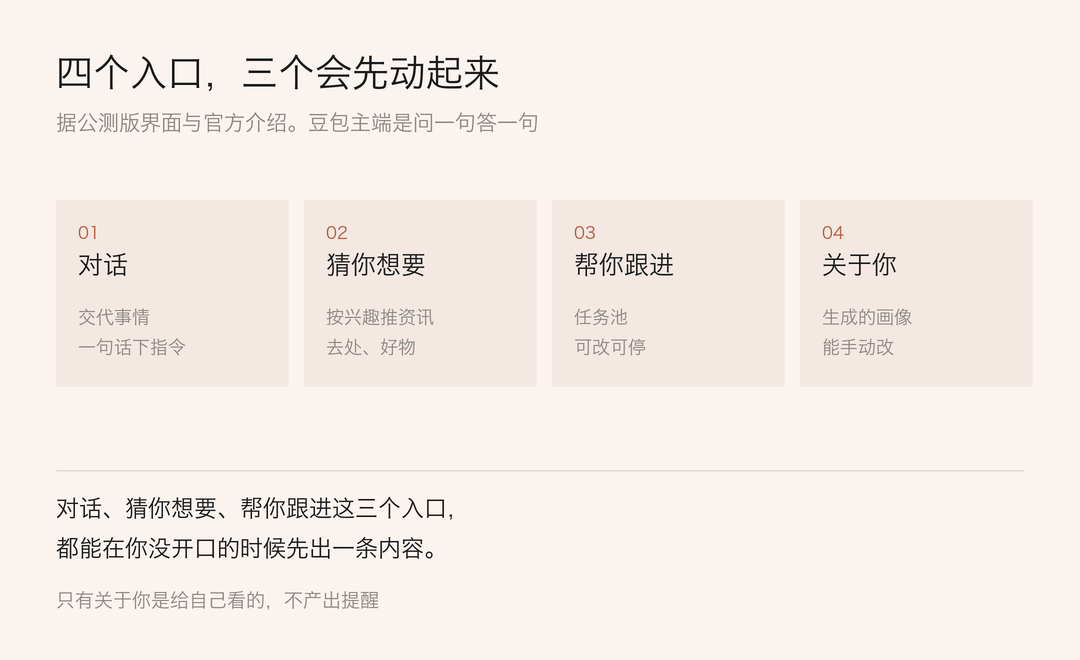 四个入口，三个会先动起来
据公测版界面与官方介绍。豆包主端是问一句答一句
01
对话
交代事情
一句话下指令
02
猜你想要
按兴趣推资讯
去处、好物
03
帮你跟进
任务池
可改可停
04
关于你
生成的画像
能手动改
对话、猜你想要、帮你跟进这三个入口，
都能在你没开口的时候先出一条内容。
只有关于你是给自己看的，不产出提醒